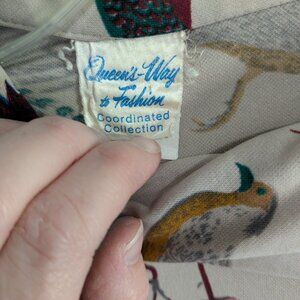 Queen's-Way
to Fashion
Coordinated
Collection